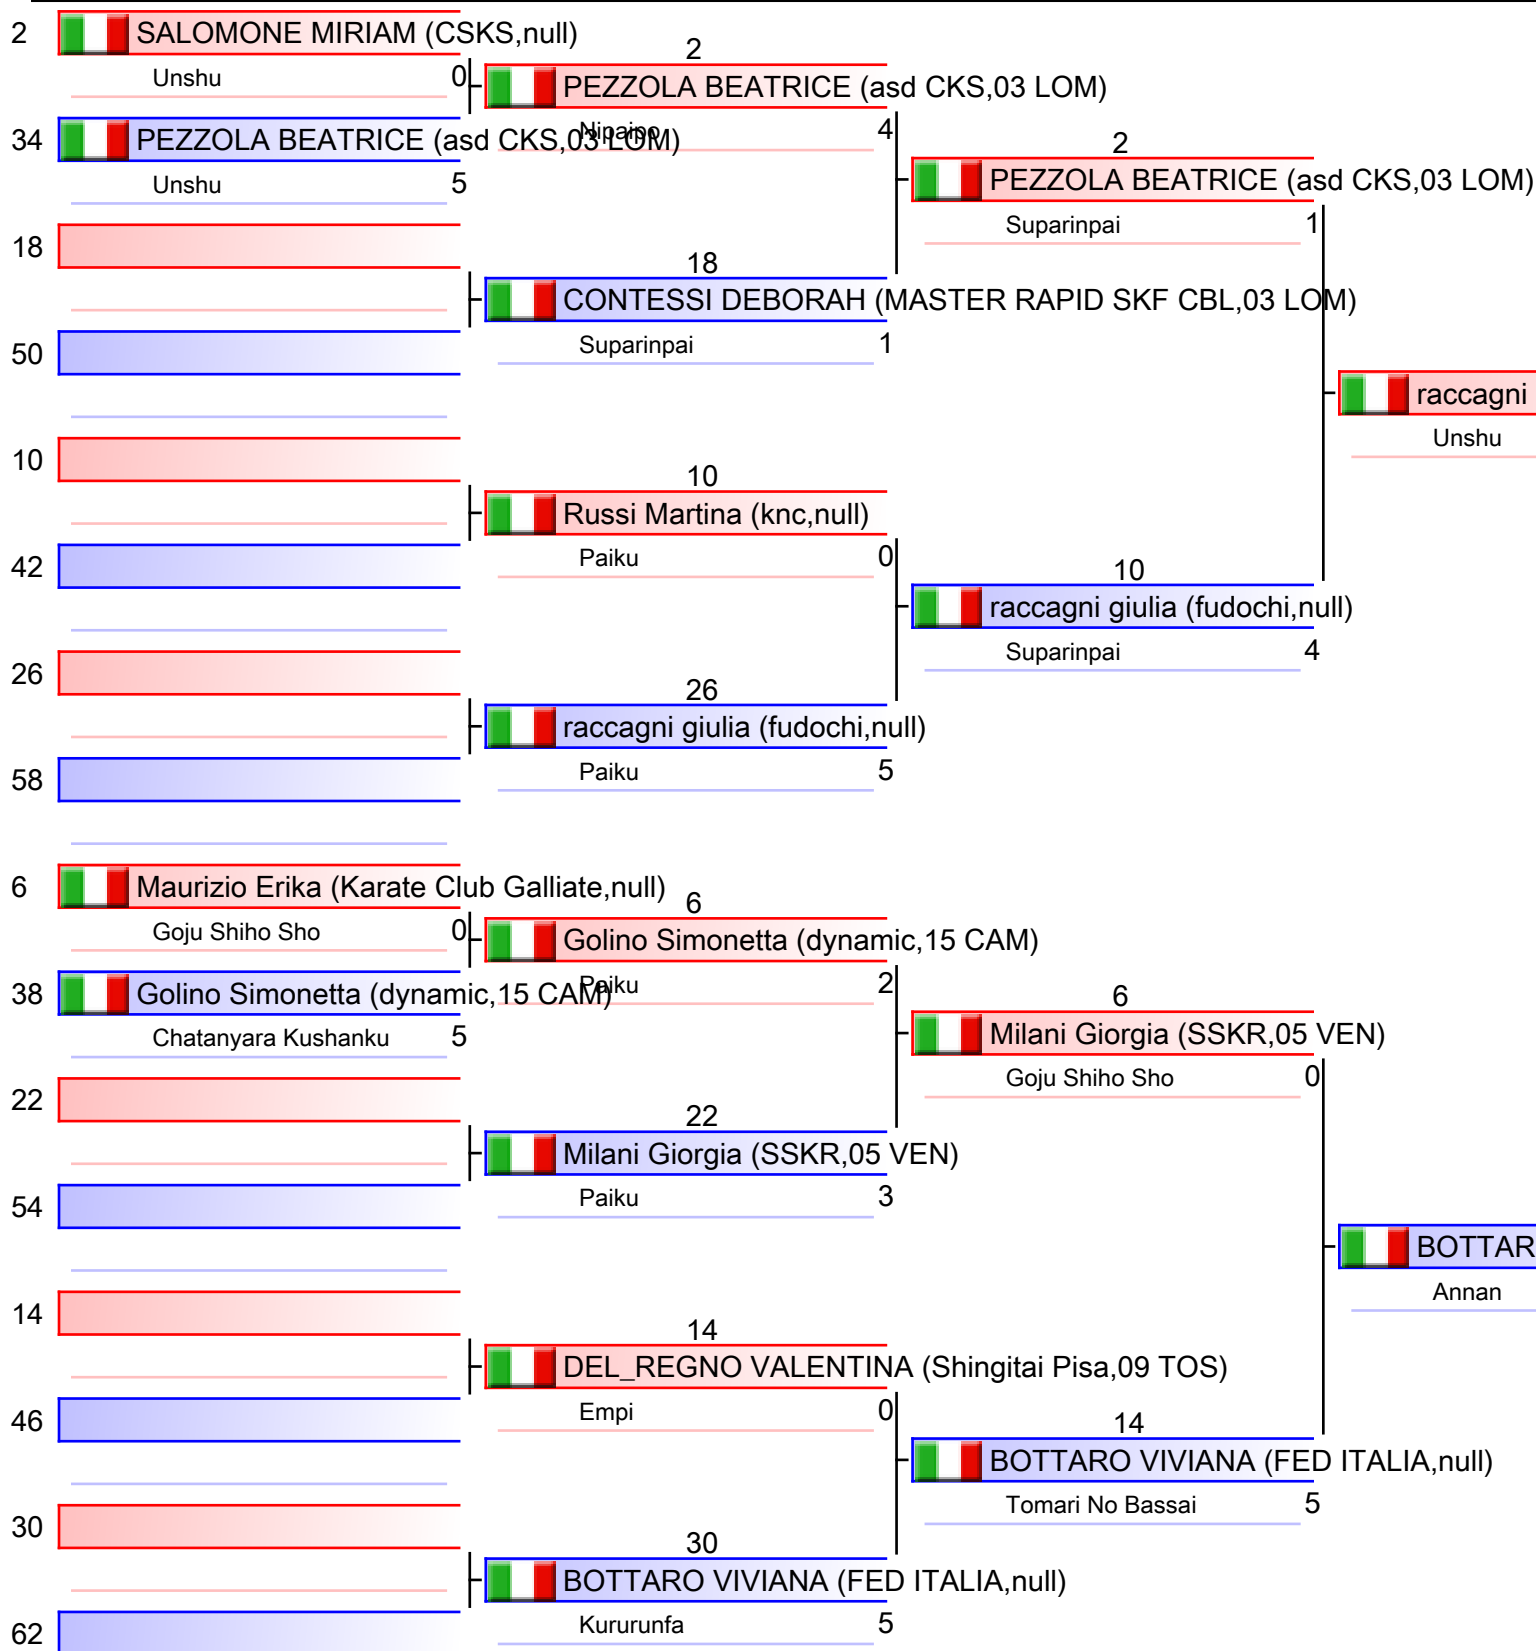 2
SALOMONE MIRIAM (CSKS,null)
Unshu
0
34
PEZZOLA BEATRICE (asd CKS,03 LOM)
Unshu
5
18
50
10
42
26
58
6
Maurizio Erika (Karate Club Galliate,null)
Goju Shiho Sho
0
38
Golino Simonetta (dynamic,15 CAM)
Chatanyara Kushanku
5
22
54
14
46
30
62
2
PEZZOLA BEATRICE (asd CKS,03 LOM)
Nipaipo
4
18
CONTESSI DEBORAH (MASTER RAPID SKF CBL,03 LOM)
Suparinpai
1
10
Russi Martina (knc,null)
Paiku
0
26
raccagni giulia (fudochi,null)
Paiku
5
6
Golino Simonetta (dynamic,15 CAM)
Paiku
2
22
Milani Giorgia (SSKR,05 VEN)
Paiku
3
14
DEL_REGNO VALENTINA (Shingitai Pisa,09 TOS)
Empi
0
30
BOTTARO VIVIANA (FED ITALIA,null)
Kururunfa
5
2
PEZZOLA BEATRICE (asd CKS,03 LOM)
Suparinpai
1
10
raccagni giulia (fudochi,null)
Suparinpai
4
6
Milani Giorgia (SSKR,05 VEN)
Goju Shiho Sho
0
14
BOTTARO VIVIANA (FED ITALIA,null)
Tomari No Bassai
5
raccagni
Unshu
BOTTAR
Annan